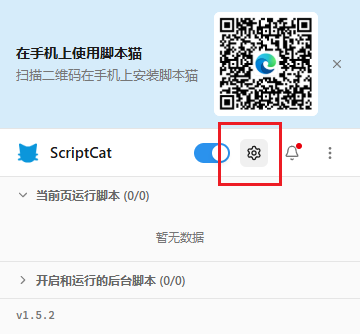 在手机上使用脚本猫
扫描二维码在手机上安装脚本猫
ScriptCat
当前页运行脚本 (0/0)
暂无数据
开启和运行的后台脚本 (0/0)
v1.5.2